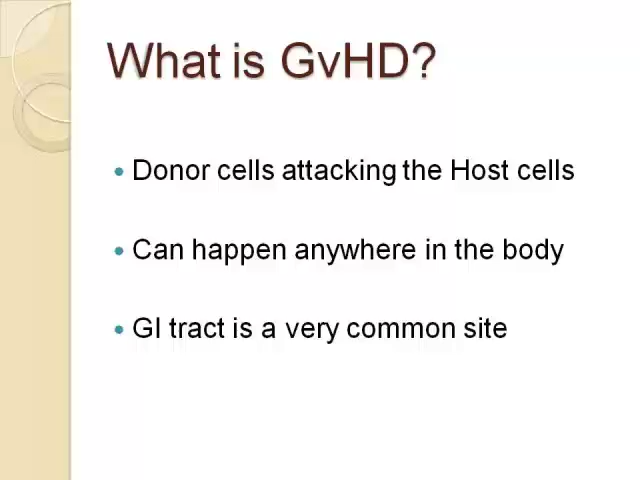 What is GvHD?
Donor cells attacking the Host cells
Can happen anywhere in the body
GI tract is a very common site